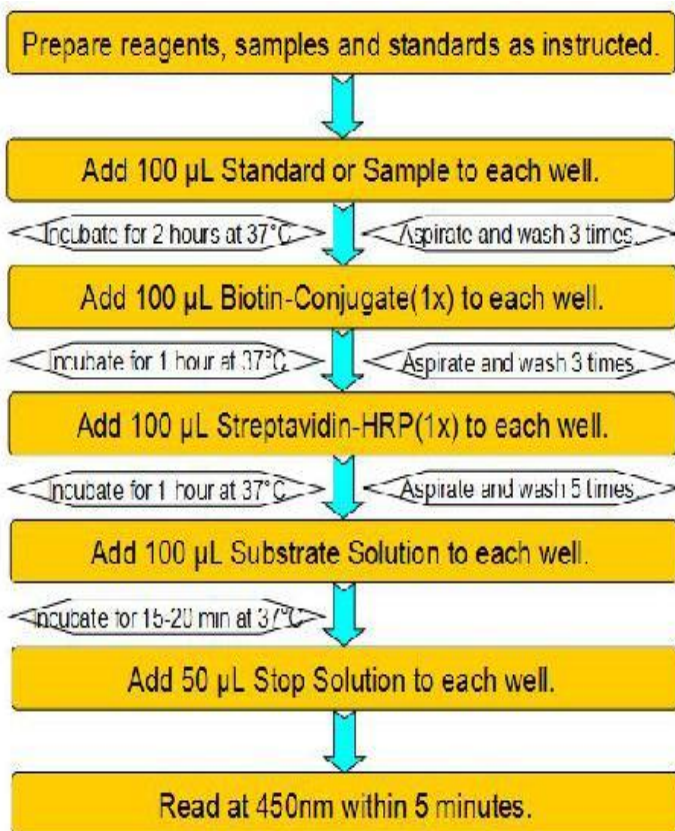 Prepare reagents, samples and standards as instructed.
Add 100 µL Standard or Sample to each well.
Incubate for 2 hours at 37°C
Aspirate and wash 3 times
Add 100 µL Biotin-Conjugate(1x) to each well.
Incubate for 1 hour at 37°C
Aspirate and wash 3 times
Add 100 µL Streptavidin-HRP(1x) to each well.
Incubate for 1 hour at 37°C
Aspirate and wash 5 times
Add 100 µL Substrate Solution to each well.
Incubate for 15-20 min at 37°C
Add 50 µL Stop Solution to each well.
Read at 450nm within 5 minutes.